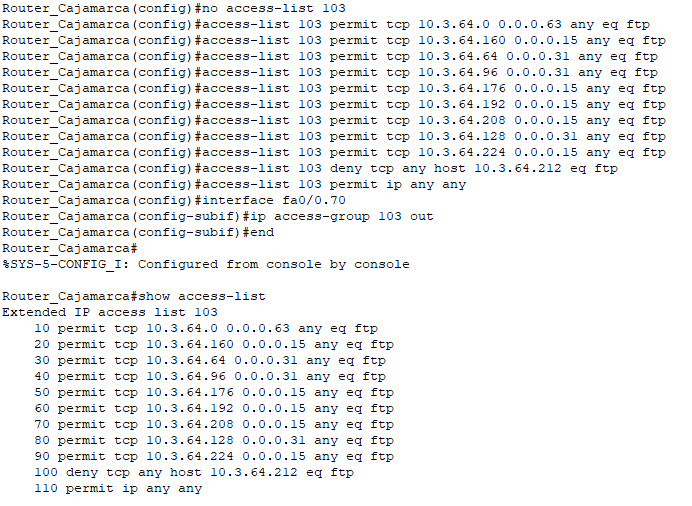 Router_Cajamarca(config)#no access-list 103
Router_Cajamarca(config)#access-list 103 permit tcp 10.3.64.0 0.0.0.63 any eq ftp
Router_Cajamarca(config)#access-list 103 permit tcp 10.3.64.160 0.0.0.15 any eq ftp
Router_Cajamarca(config)#access-list 103 permit tcp 10.3.64.64 0.0.0.31 any eq ftp
Router_Cajamarca(config)#access-list 103 permit tcp 10.3.64.96 0.0.0.31 any eq ftp
Router_Cajamarca(config)#access-list 103 permit tcp 10.3.64.176 0.0.0.15 any eq ftp
Router_Cajamarca(config)#access-list 103 permit tcp 10.3.64.192 0.0.0.15 any eq ftp
Router_Cajamarca(config)#access-list 103 permit tcp 10.3.64.208 0.0.0.15 any eq ftp
Router_Cajamarca(config)#access-list 103 permit tcp 10.3.64.128 0.0.0.31 any eq ftp
Router_Cajamarca(config)#access-list 103 permit tcp 10.3.64.224 0.0.0.15 any eq ftp
Router_Cajamarca(config)#access-list 103 deny tcp any host 10.3.64.212 eq ftp
Router_Cajamarca(config)#access-list 103 permit ip any any
Router_Cajamarca(config)#interface fa0/0.70
Router_Cajamarca(config-subif)#ip access-group 103 out
Router_Cajamarca(config-subif)#end
Router_Cajamarca#
%SYS-5-CONFIG_I: Configured from console by console

Router_Cajamarca#show access-list
Extended IP access list 103
    10 permit tcp 10.3.64.0 0.0.0.63 any eq ftp
    20 permit tcp 10.3.64.160 0.0.0.15 any eq ftp
    30 permit tcp 10.3.64.64 0.0.0.31 any eq ftp
    40 permit tcp 10.3.64.96 0.0.0.31 any eq ftp
    50 permit tcp 10.3.64.176 0.0.0.15 any eq ftp
    60 permit tcp 10.3.64.192 0.0.0.15 any eq ftp
    70 permit tcp 10.3.64.208 0.0.0.15 any eq ftp
    80 permit tcp 10.3.64.128 0.0.0.31 any eq ftp
    90 permit tcp 10.3.64.224 0.0.0.15 any eq ftp
    100 deny tcp any host 10.3.64.212 eq ftp
    110 permit ip any any